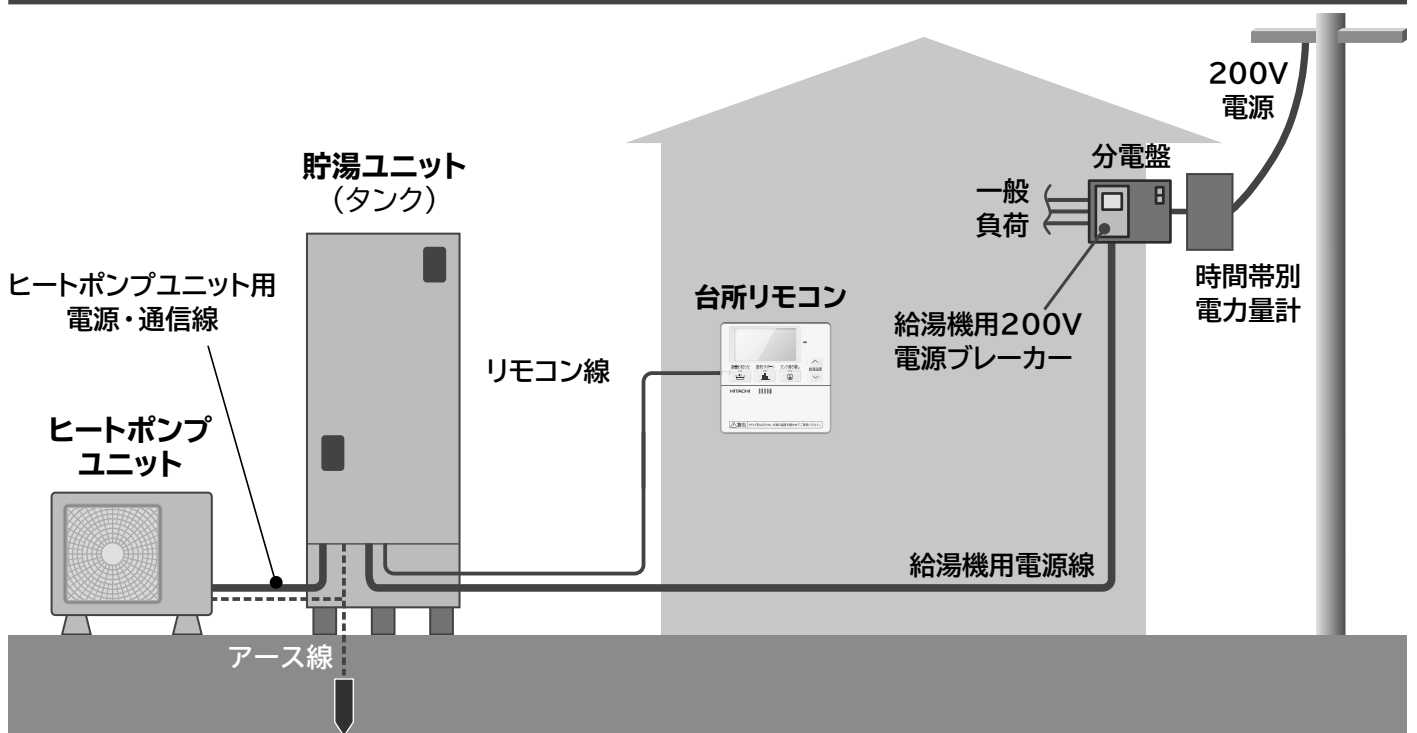 200V
電源
分電盤
貯湯ユニット
（タンク）
一般
負荷
ヒートポンプユニット用
電源・通信線
台所リモコン
時間帯別
電力量計
給湯機用200V
電源ブレーカー
リモコン線
HITACHI
ヒートポンプ
ユニット
警告
給湯機用電源線
アース線